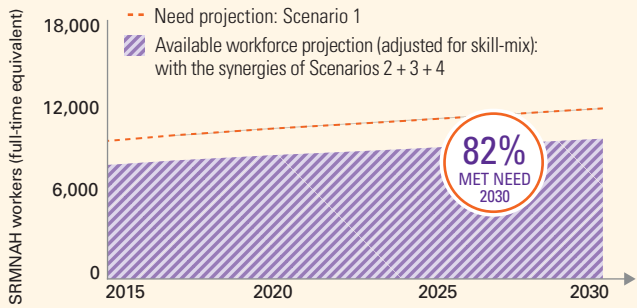 SRMNAH workers (full-time equivalent)
Need projection: Scenario 1
Available workforce projection (adjusted for skill-mix):
with the synergies of Scenarios 2 + 3 + 4
18,000
12,000
6,000
0
82%
MET NEED
2030
2015
2020
2025
2030